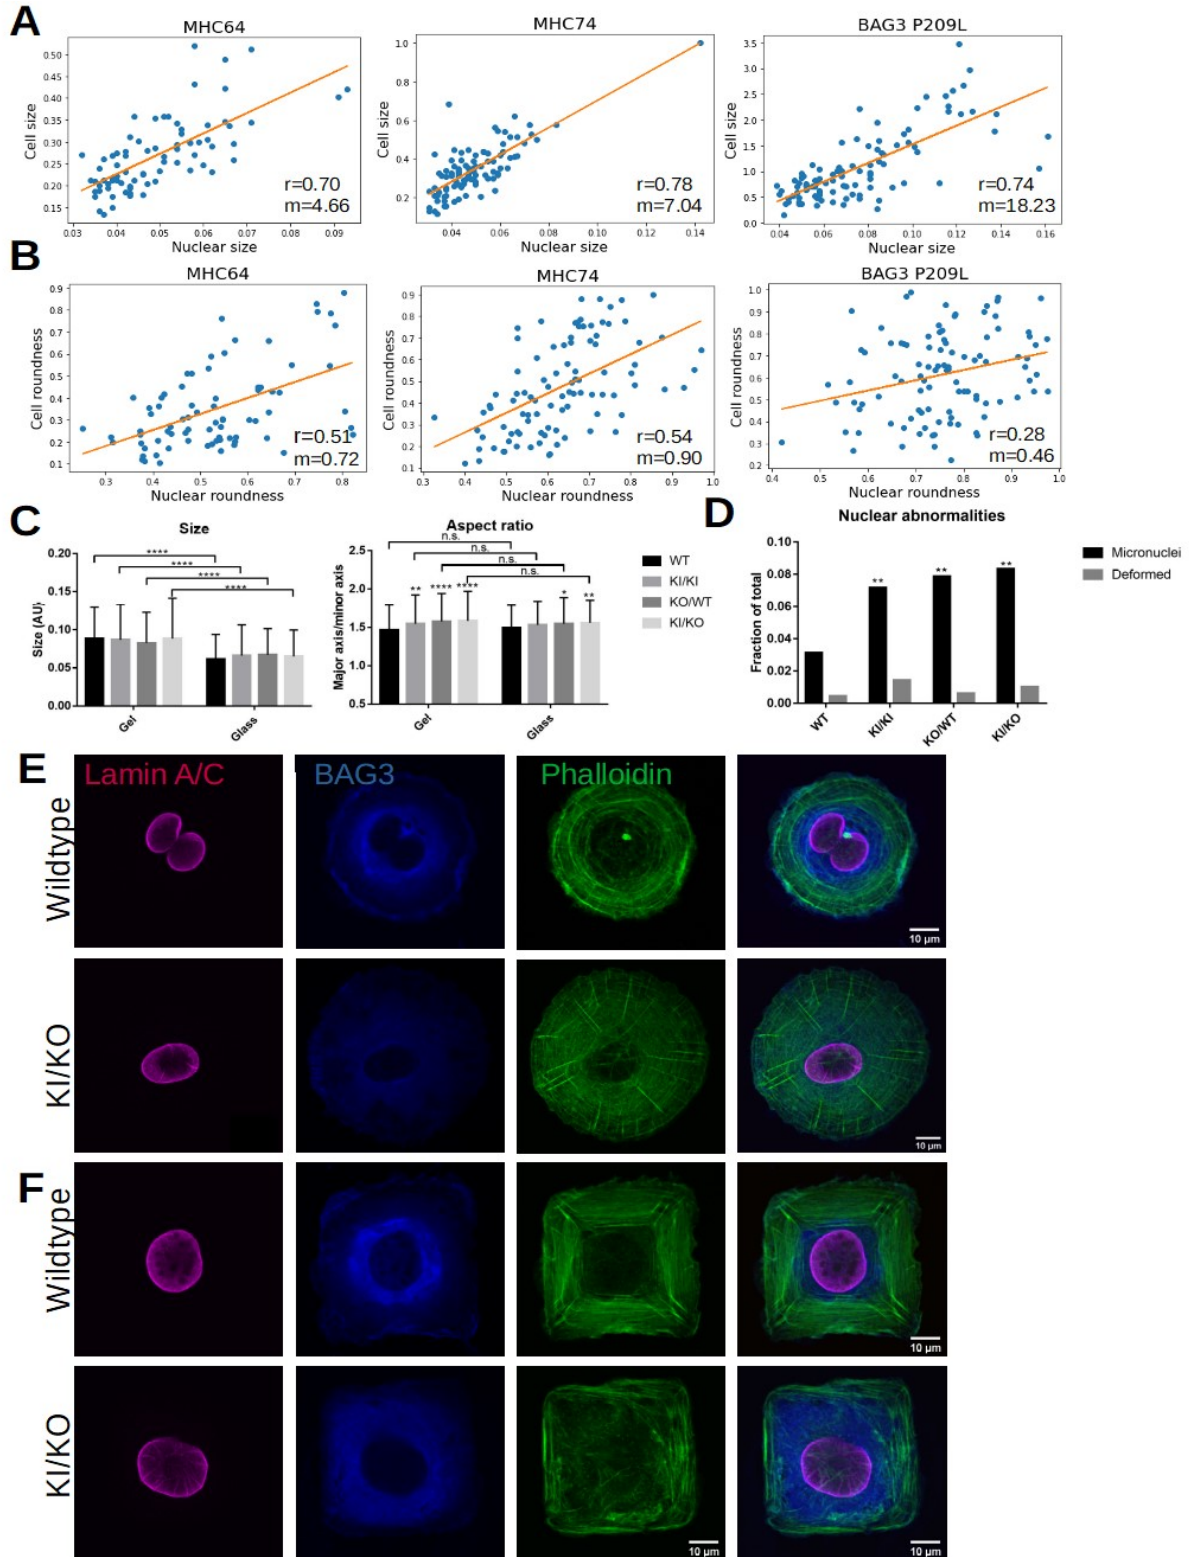 A
MHC64
MHC74
BAG3 P209L
Cell size
0.50
0.45
0.40
0.35
0.30
0.25
0.20
0.15
r=0.70
m=4.66
0.03 0.04 0.05 0.06 0.07 0.08 0.09
Nuclear size
Cell size
1.0
0.8
0.6
0.4
0.2
r=0.78
m=7.04
0.04 0.06 0.08 0.10 0.12 0.14
Nuclear size
Cell size
3.5
3.0
2.5
2.0
1.5
1.0
0.5
0.0
r=0.74
m=18.23
0.04 0.06 0.08 0.10 0.12 0.14 0.16
Nuclear size
B
MHC64
MHC74
BAG3 P209L
Cell roundness
0.9
0.8
0.7
0.6
0.5
0.4
0.3
0.2
0.1
r=0.51
m=0.72
0.3 0.4 0.5 0.6 0.7 0.8
Nuclear roundness
Cell roundness
0.9
0.8
0.7
0.6
0.5
0.4
0.3
0.2
0.1
r=0.54
m=0.90
0.3 0.4 0.5 0.6 0.7 0.8 0.9 1.0
Nuclear roundness
Cell roundness
1.0
0.9
0.8
0.7
0.6
0.5
0.4
0.3
0.2
r=0.28
m=0.46
0.4 0.5 0.6 0.7 0.8 0.9 1.0
Nuclear roundness
C
Size
Size (AU)
0.20
0.15
0.10
0.05
0.00
****
****
****
****
Gel
Glass
Aspect ratio
Major axis/minor axis
2.5
2.0
1.5
1.0
0.5
n.s.
n.s.
n.s.
n.s.
** **** **** * **
Gel
Glass
WT
KI/KI
KO/WT
KI/KO
D
Nuclear abnormalities
Fraction of total
0.10
0.08
0.06
0.04
0.02
0.00
** ** **
WT
KI/KI
KO/WT
KI/KO
Micronuclei
Deformed
E
Wildtype
Lamin A/C
BAG3
Phalloidin
10 µm
KI/KO
10 µm
F
Wildtype
10 µm
KI/KO
10 µm
10 µm